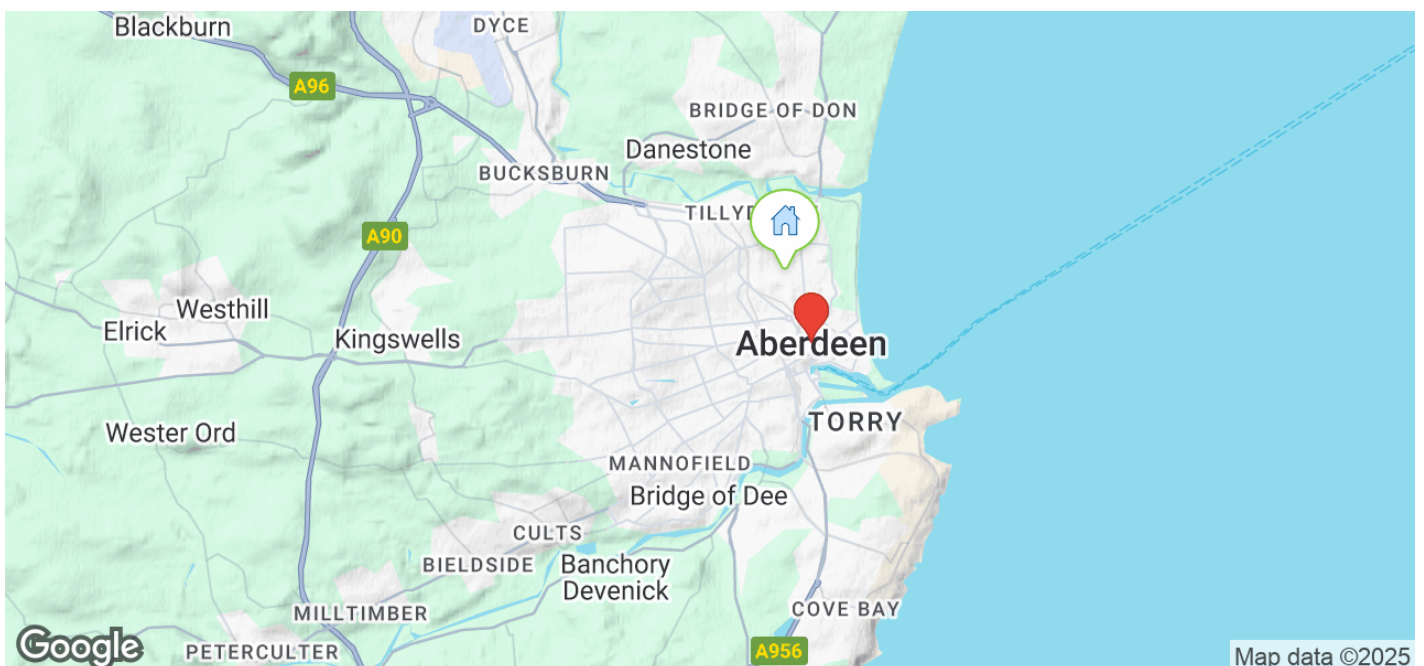 Blackburn
DYCE
A96
BRIDGE OF DON
Danestone
BUCKSBURN
A90
Westhill
Elrick
Kingswells
Aberdeen
TORRY
Wester Ord
MANNOFIELD
Bridge of Dee
CULTS
BIELDSIDE
Banchory
Devenick
MILLTIMBER
COVE BAY
PETERCULTER
A956
Google
Map data ©2025